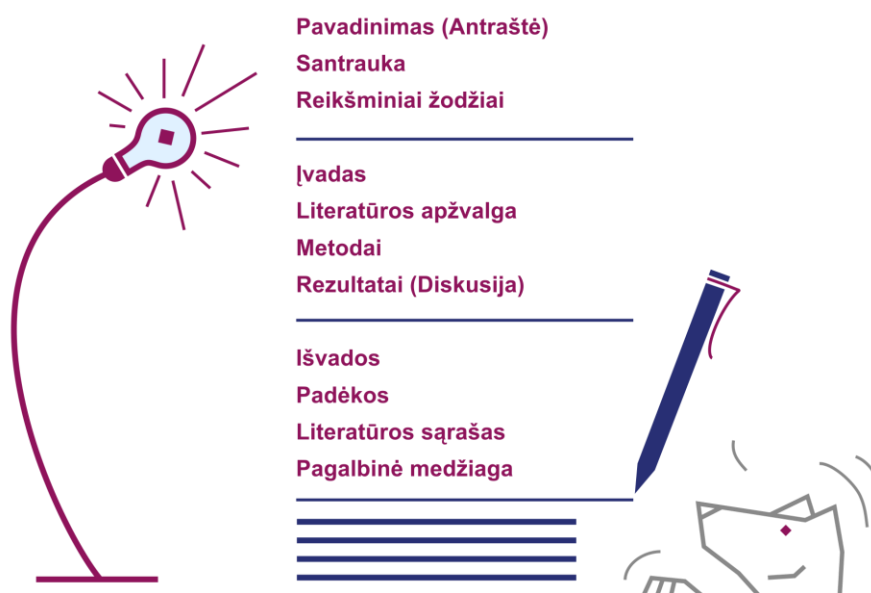 Pavadinimas (Antraštė)
Santrauka
Reikšminiai žodžiai
Įvadas
Literatūros apžvalga
Metodai
Rezultatai (Diskusija)
Išvados
Padėkos
Literatūros sąrašas
Pagalbinė medžiaga